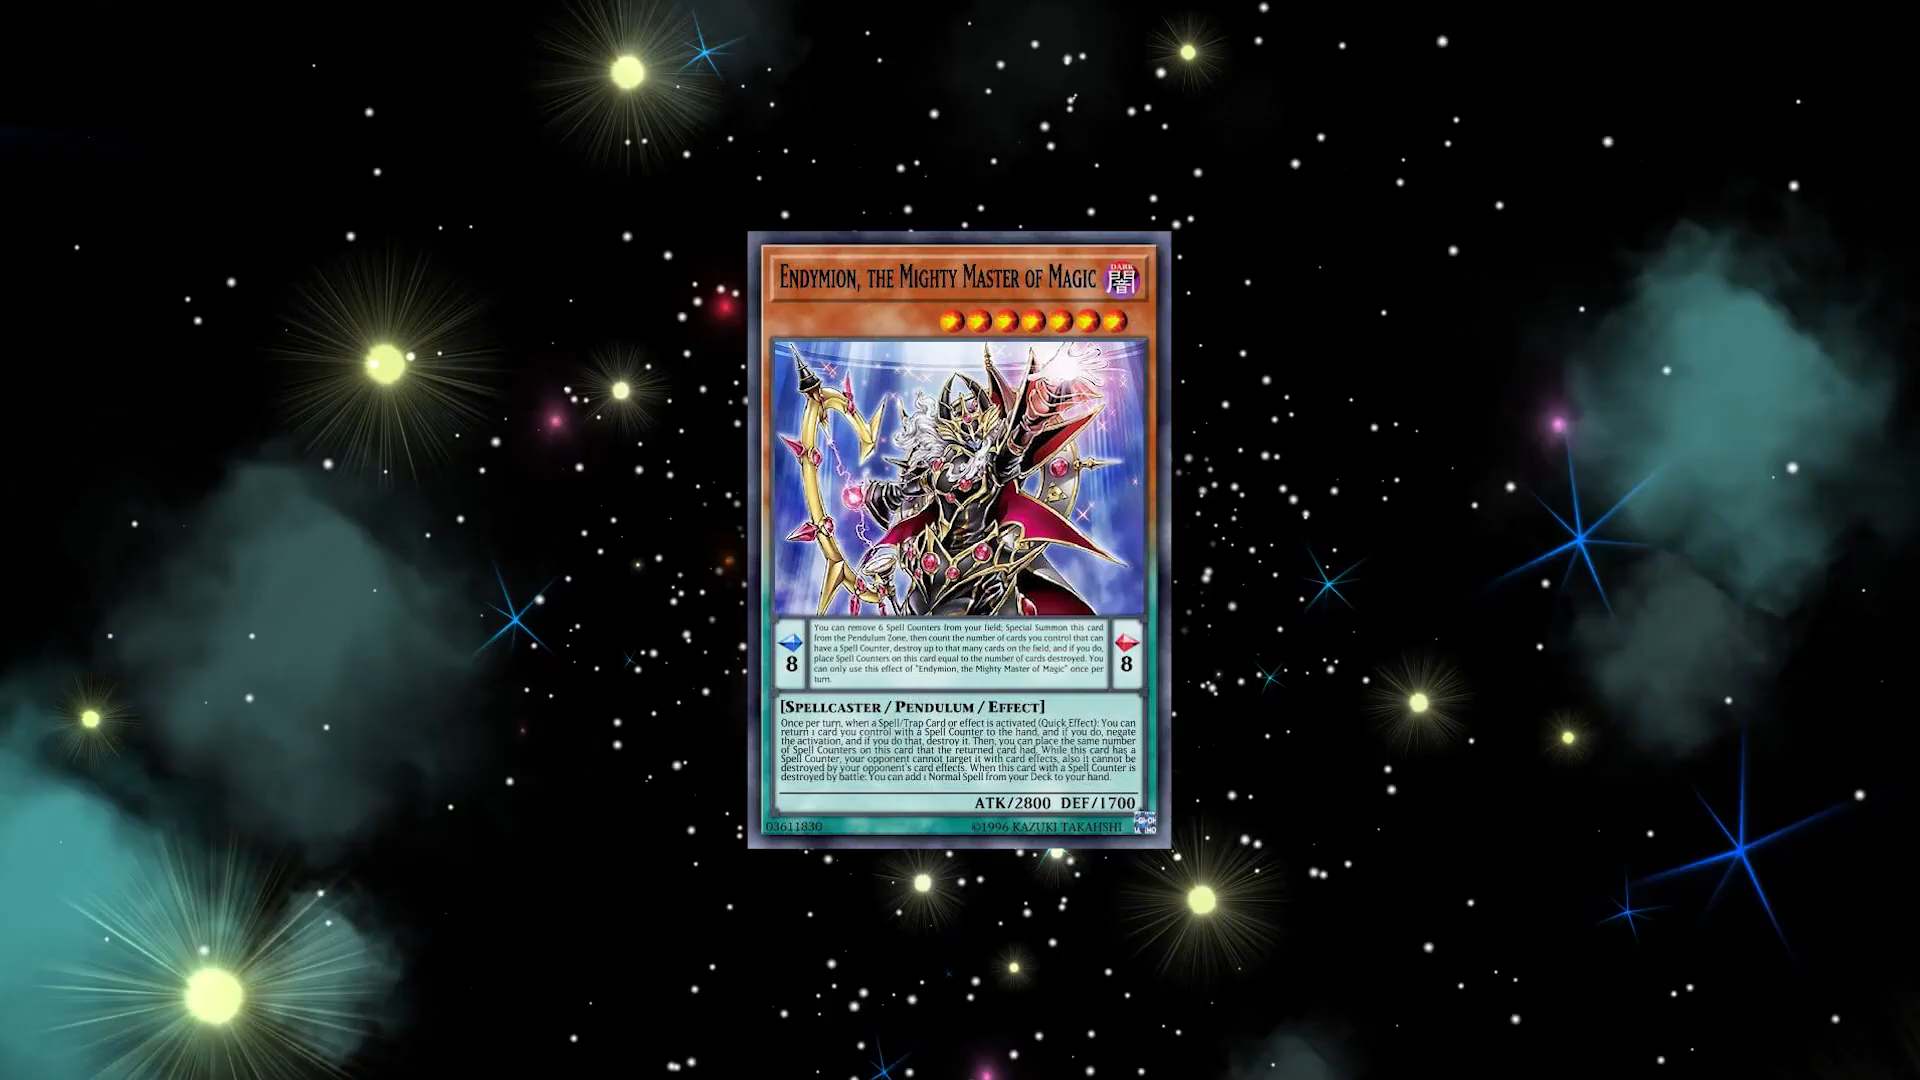 ENDYMION, THE MIGHTY MASTER OF MAGIC
DARK
闇
You can remove 6 Spell Counters from your field; Special Summon this card
from the Pendulum Zone, then count the number of cards you control that can
have a Spell Counter, destroy up to that many cards on the field, and if you do,
place Spell Counters on this card equal to the number of cards destroyed. You
can only use this effect of "Endymion, the Mighty Master of Magic" once per
turn.
8
8
[SPELLCASTER / PENDULUM / EFFECT]
Once per turn, when a Spell/Trap Card or effect is activated (Quick Effect): You can
return 1 card you control with a Spell Counter to the hand, and if you do, negate
the activation, and if you do that, destroy it. Then, you can place the same number
of Spell Counters on this card that the returned card had. While this card has a
Spell Counter, your opponent cannot target it with card effects, also it cannot be
destroyed by your opponent's card effects. When this card with a Spell Counter is
destroyed by battle: You can add 1 Normal Spell from your Deck to your hand.
ATK/2800 DEF/1700
03611830
©1996 KAZUKI TAKAHSHI